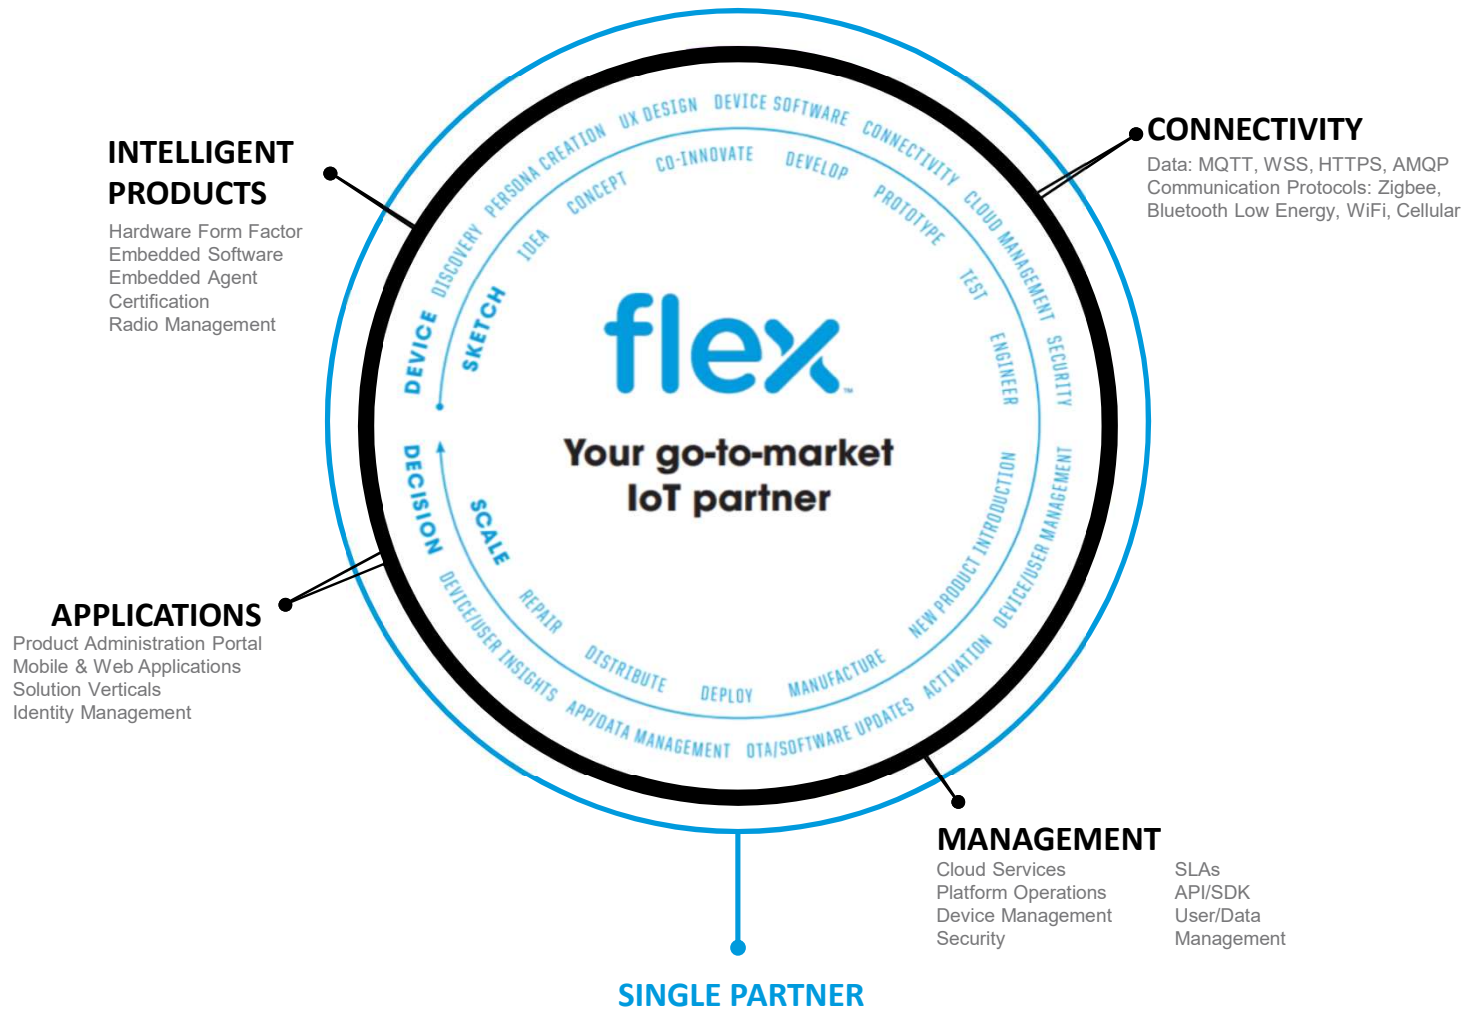 INTELLIGENT
PRODUCTS
Hardware Form Factor
Embedded Software
Embedded Agent
Certification
Radio Management
CONNECTIVITY
Data: MQTT, WSS, HTTPS, AMQP
Communication Protocols: Zigbee,
Bluetooth Low Energy, WiFi, Cellular
DEVICE
DISCOVERY
PERSONA CREATION
UX DESIGN
DEVICE SOFTWARE
CONNECTIVITY
CLOUD MANAGEMENT
SECURITY
DEVICE/USER MANAGEMENT
ACTIVATION
OTA/SOFTWARE UPDATES
APP/DATA MANAGEMENT
DEVICE/USER INSIGHTS
DECISION
SKETCH
IDEA
CONCEPT
CO-INNOVATE
DEVELOP
PROTOTYPE
TEST
ENGINEER
NEW PRODUCT INTRODUCTION
MANUFACTURE
DEPLOY
DISTRIBUTE
REPAIR
SCALE
flex™
Your go-to-market
IoT partner
APPLICATIONS
Product Administration Portal
Mobile & Web Applications
Solution Verticals
Identity Management
MANAGEMENT
Cloud Services
Platform Operations
Device Management
Security
SLAs
API/SDK
User/Data
Management
SINGLE PARTNER